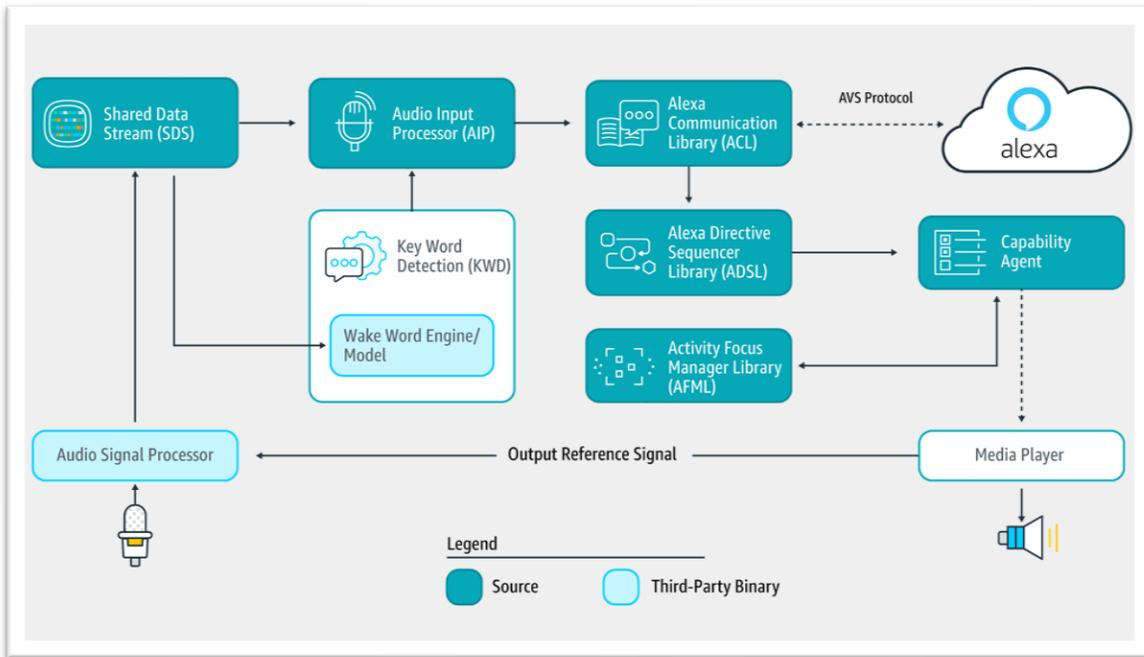 Shared Data
Stream (SDS)
Audio Input
Processor (AIP)
Alexa
Communication
Library (ACL)
AVS Protocol
alexa
Key Word
Detection (KWD)
Wake Word Engine/
Model
Alexa Directive
Sequencer
Library (ADSL)
Capability
Agent
Activity Focus
Manager Library
(AFML)
Audio Signal Processor
Output Reference Signal
Media Player
Legend
Source
Third-Party Binary